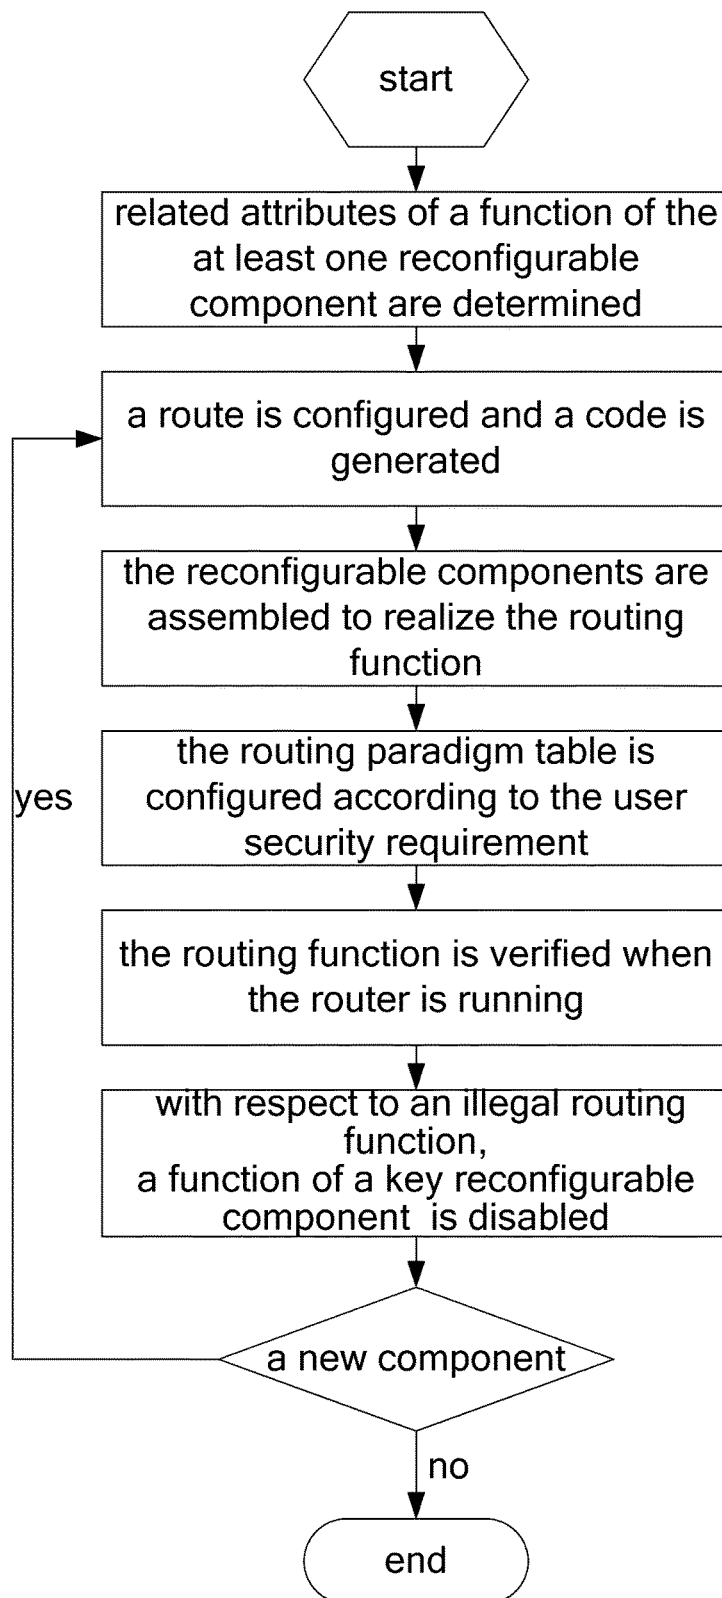 start
related attributes of a function of the
at least one reconfigurable
component are determined
a route is configured and a code is
generated
the reconfigurable components are
assembled to realize the routing
function
the routing paradigm table is
configured according to the user
security requirement
yes
the routing function is verified when
the router is running
with respect to an illegal routing
function,
a function of a key reconfigurable
component is disabled
a new component
no
end